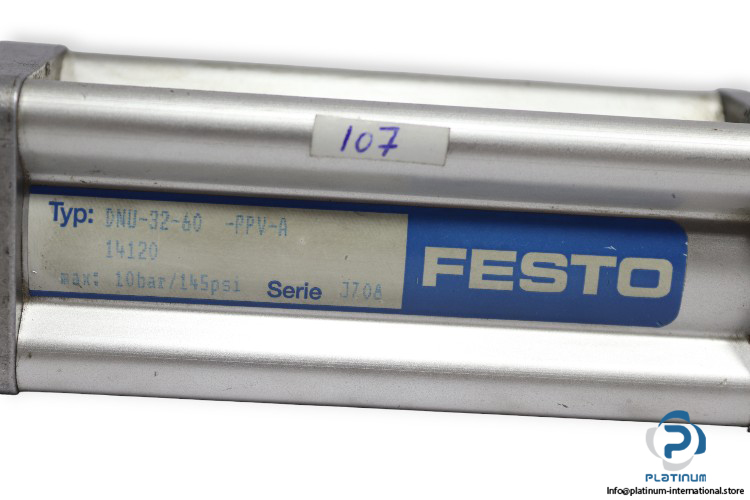 107
Typ: DNU-32-60 -PPV-A
14120
max: 10bar/145psi Serie J708
FESTO
PLATINUM
Info@platinum-international.store